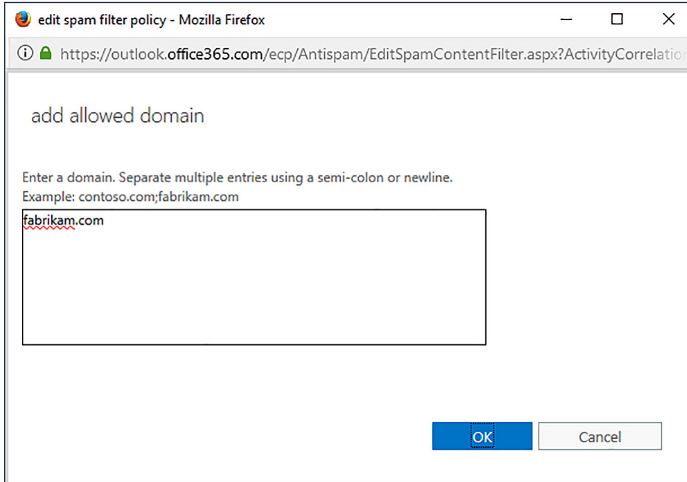 edit spam filter policy - Mozilla Firefox
https://outlook.office365.com/ecp/Antispam/EditSpamContentFilter.aspx?ActivityCorrelatio
add allowed domain
Enter a domain. Separate multiple entries using a semi-colon or newline.
Example: contoso.com;fabrikam.com
fabrikam.com
OK Cancel